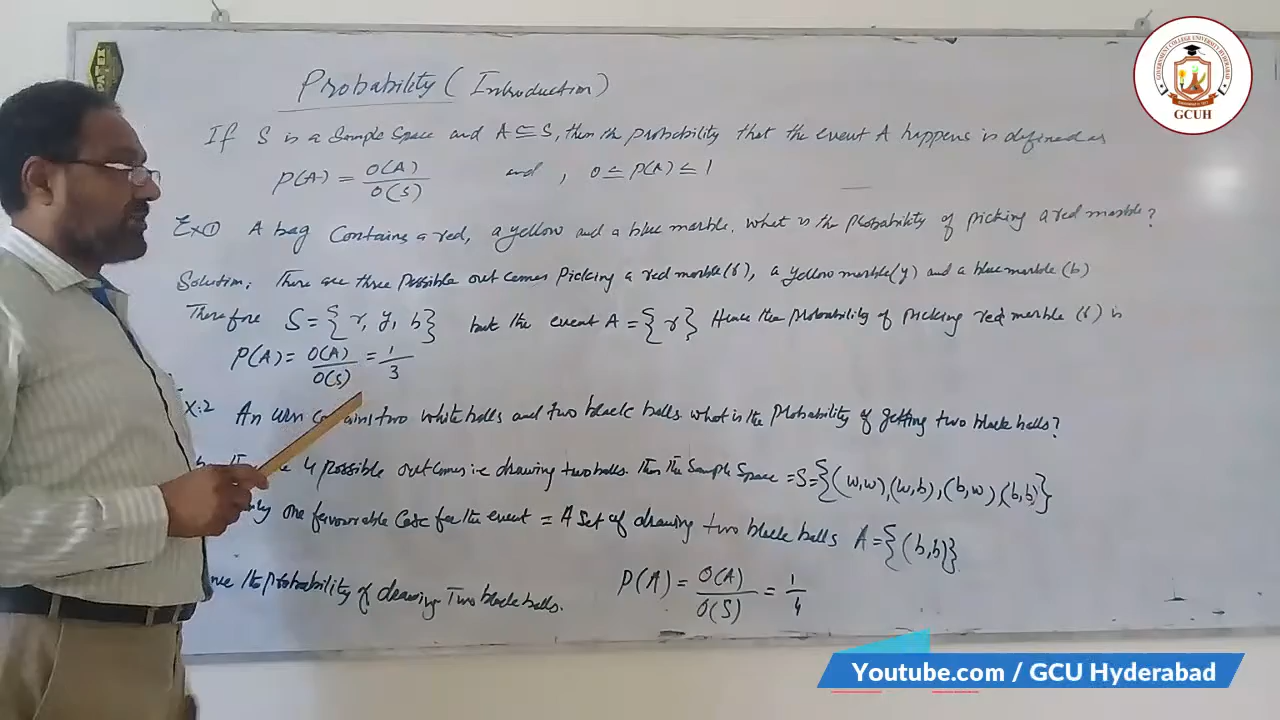 Probability (Introduction)
If S is a Sample Space and A ⊆ S, then the probability that the event A happens is defined as
P(A) = O(A)/O(S) and , 0 ≤ P(A) ≤ 1
Ex① A bag Contains a red, a yellow and a blue marble. What is the probability of picking a red marble?
Solution: There are three possible out comes Picking a red marble (r), a yellow marble (y) and a blue marble (b)
Therefore S = { r, y, b } but the event A = { r } Hence the probability of picking red marble (r) is
P(A) = O(A)/O(S) = 1/3
Ex:2 An urn contains two white balls and two black balls. what is the probability of getting two black balls?
4 possible outcomes i.e drawing two balls. Then the Sample Space = S = {(w,w), (w,b), (b,w), (b,b)}
only one favourable Case for the event = A set of drawing two black balls A = {(b,b)}
the probability of drawing Two black balls. P(A) = O(A)/O(S) = 1/4
GOVERNMENT COLLEGE UNIVERSITY, HYDERABAD
GCUH
Youtube.com / GCU Hyderabad